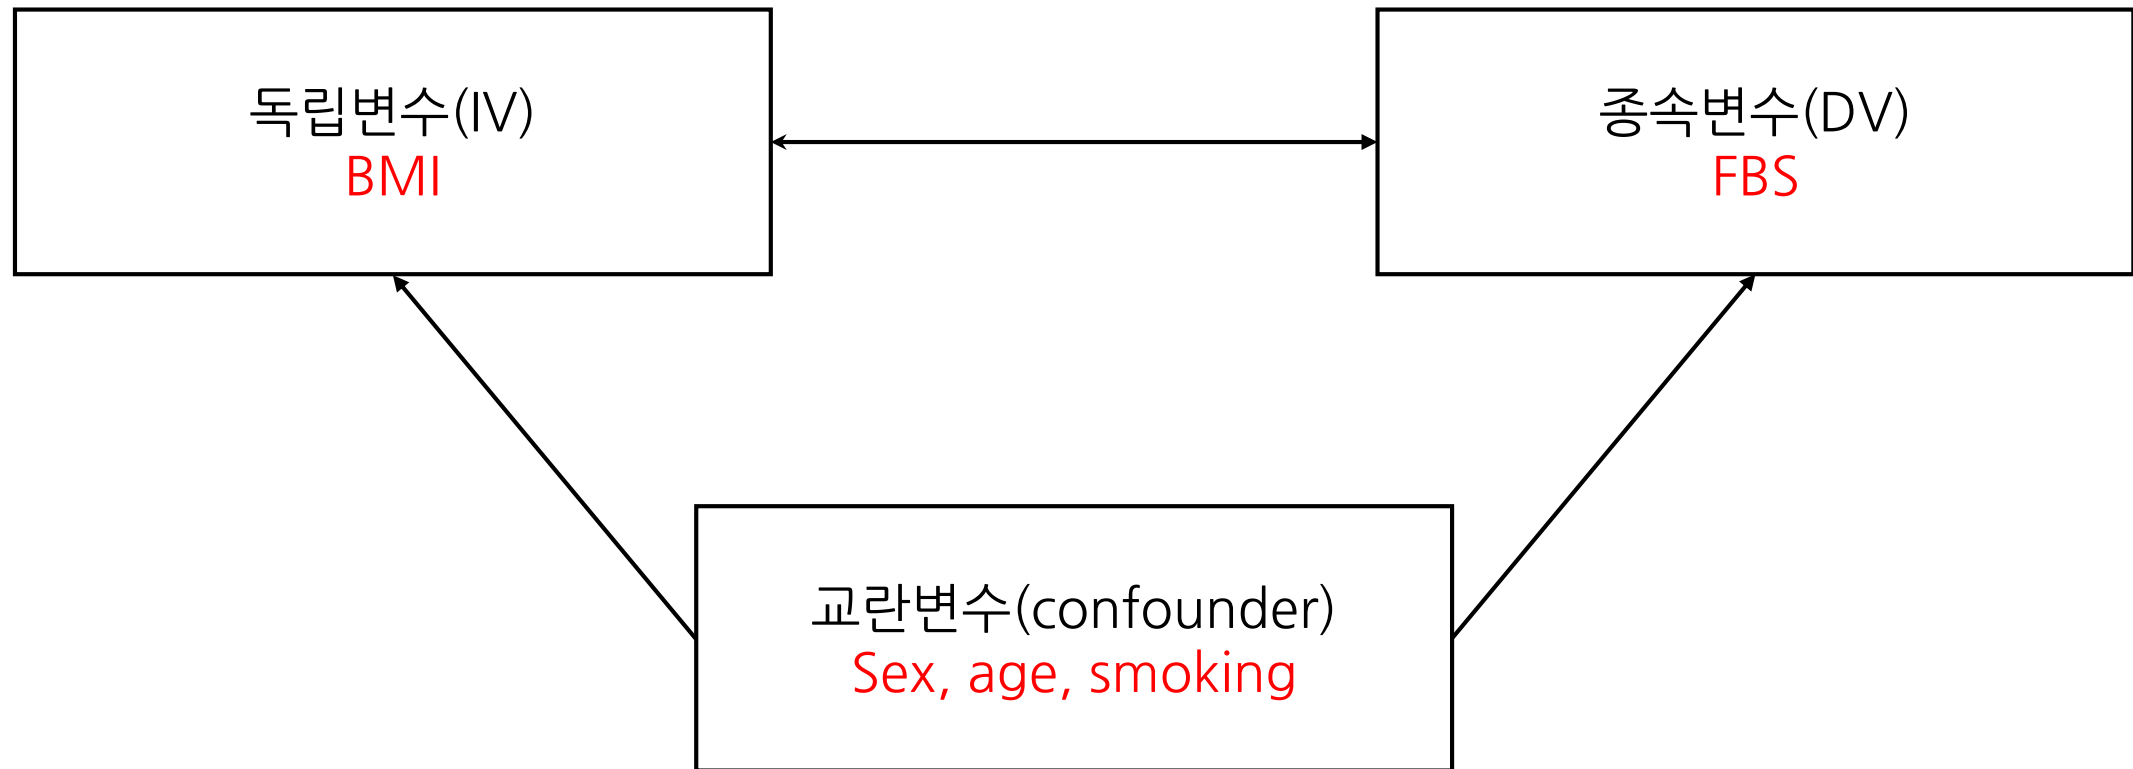 독립변수(IV)
BMI
종속변수(DV)
FBS
교란변수(confounder)
Sex, age, smoking